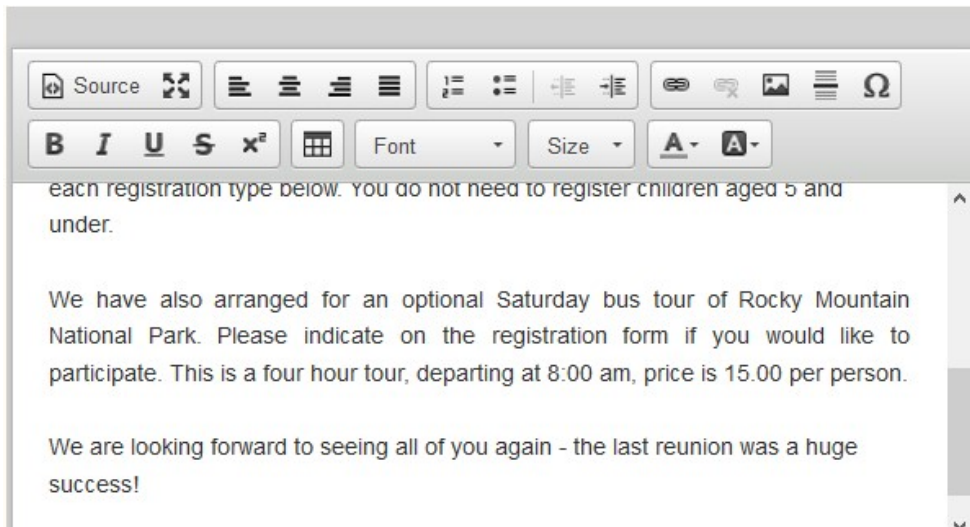 Source
B I U S x²
Font
Size
A
A
each registration type below. You do not need to register children aged 5 and
under.
We have also arranged for an optional Saturday bus tour of Rocky Mountain
National Park. Please indicate on the registration form if you would like to
participate. This is a four hour tour, departing at 8:00 am, price is 15.00 per person.
We are looking forward to seeing all of you again - the last reunion was a huge
success!